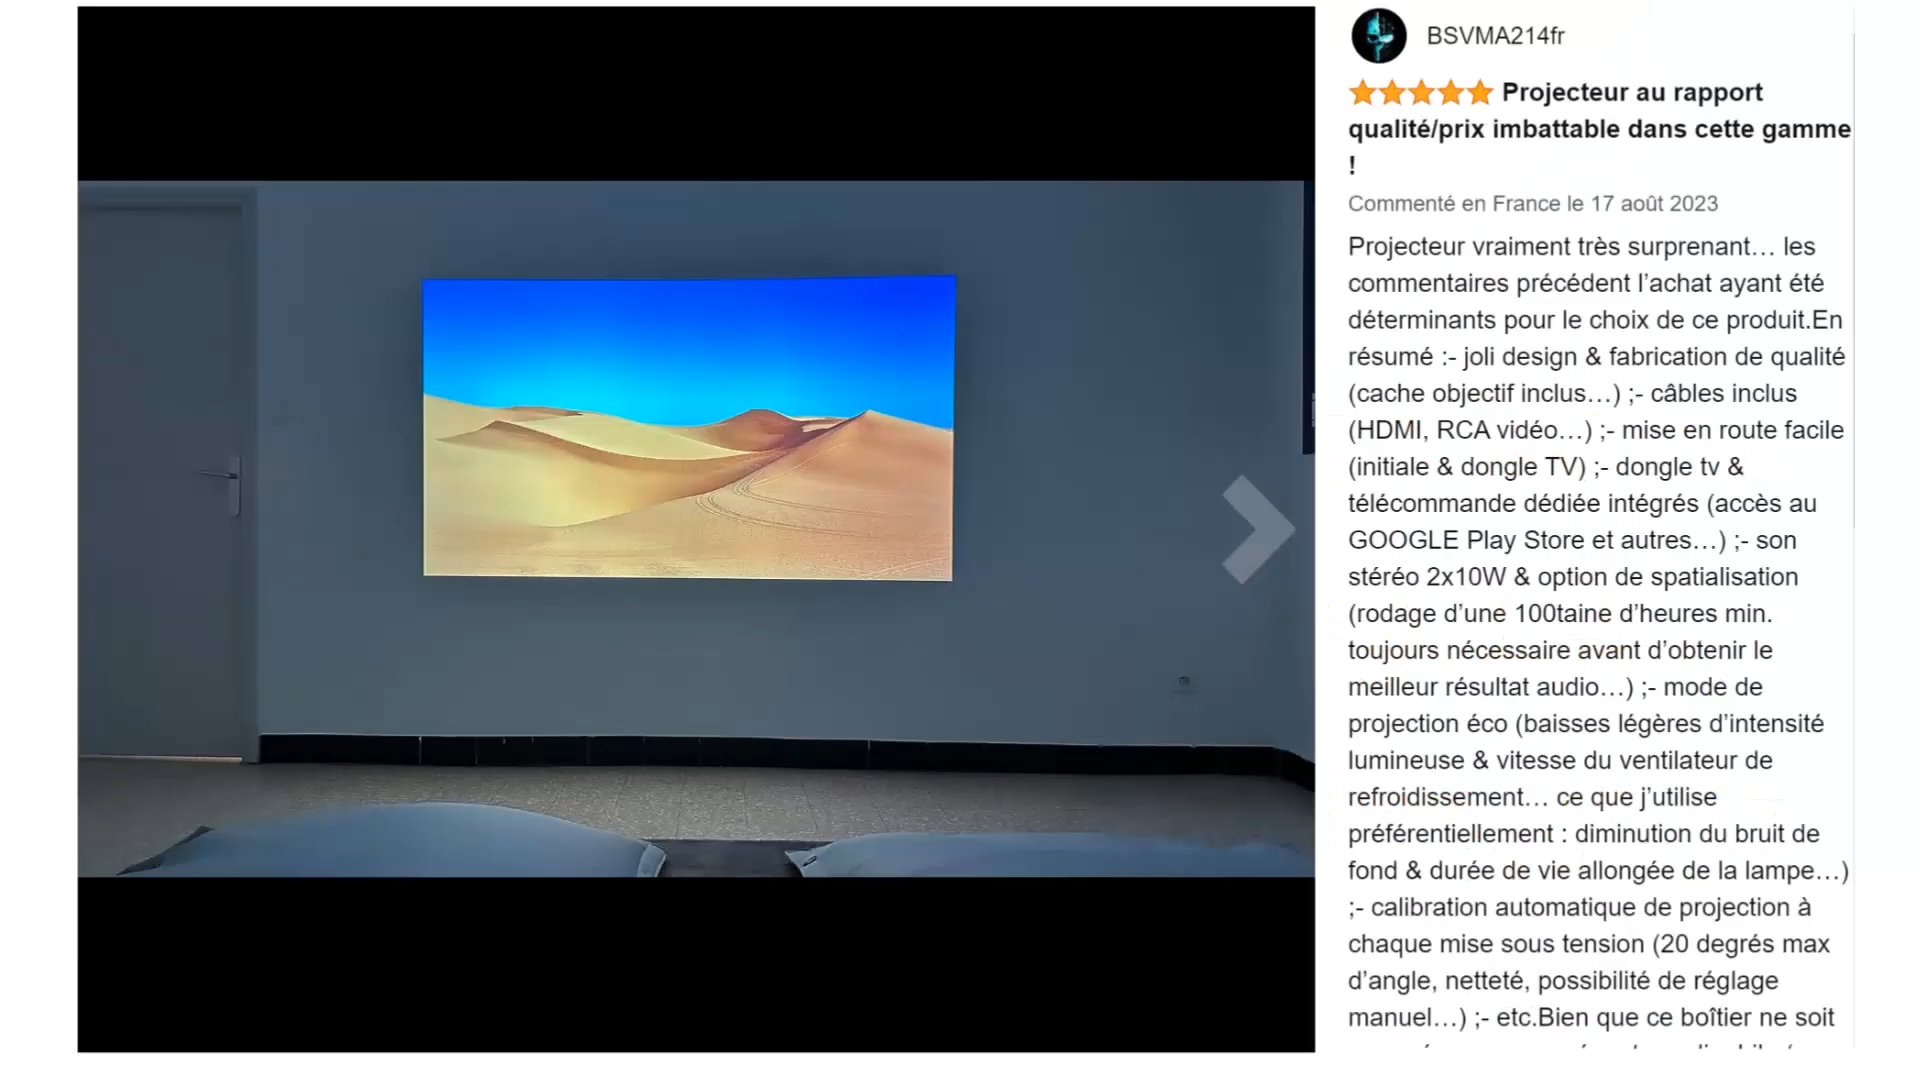 BSVMA214fr
Projecteur au rapport
qualité/prix imbattable dans cette gamme
!
Commenté en France le 17 août 2023
Projecteur vraiment très surprenant… les
commentaires précédent l’achat ayant été
déterminants pour le choix de ce produit.En
résumé :- joli design & fabrication de qualité
(cache objectif inclus…) ;- câbles inclus
(HDMI, RCA vidéo…) ;- mise en route facile
(initiale & dongle TV) ;- dongle tv &
télécommande dédiée intégrés (accès au
GOOGLE Play Store et autres…) ;- son
stéréo 2x10W & option de spatialisation
(rodage d’une 100taine d’heures min.
toujours nécessaire avant d’obtenir le
meilleur résultat audio…) ;- mode de
projection éco (baisses légères d’intensité
lumineuse & vitesse du ventilateur de
refroidissement… ce que j’utilise
préférentiellement : diminution du bruit de
fond & durée de vie allongée de la lampe…)
;- calibration automatique de projection à
chaque mise sous tension (20 degrés max
d’angle, netteté, possibilité de réglage
manuel…) ;- etc.Bien que ce boîtier ne soit